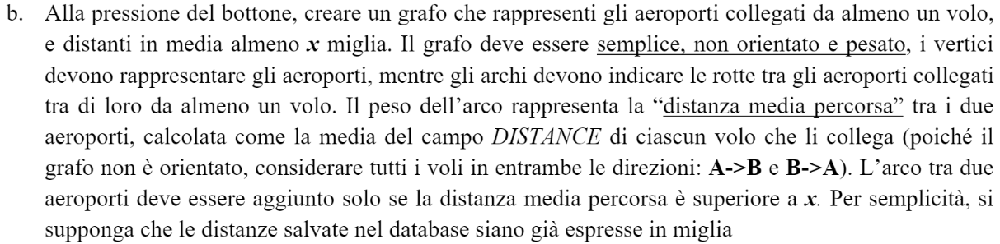 b. Alla pressione del bottone, creare un grafo che rappresenti gli aeroporti collegati da almeno un volo,
e distanti in media almeno x miglia. Il grafo deve essere semplice, non orientato e pesato, i vertici
devono rappresentare gli aeroporti, mentre gli archi devono indicare le rotte tra gli aeroporti collegati
tra di loro da almeno un volo. Il peso dell’arco rappresenta la “distanza media percorsa” tra i due
aeroporti, calcolata come la media del campo DISTANCE di ciascun volo che li collega (poiché il
grafo non è orientato, considerare tutti i voli in entrambe le direzioni: A->B e B->A). L’arco tra due
aeroporti deve essere aggiunto solo se la distanza media percorsa è superiore a x. Per semplicità, si
supponga che le distanze salvate nel database siano già espresse in miglia